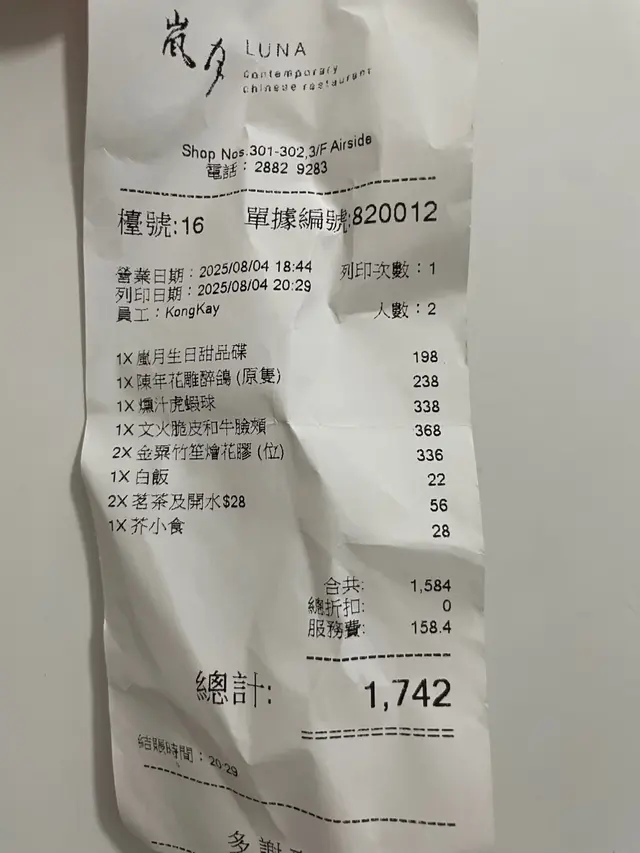 嵐月 LUNA
Contemporary
chinese restaurant
Shop Nos.301-302,3/F Airside
電話：2882 9283
檯號:16 單據編號:820012
營業日期：2025/08/04 18:44 列印次數：1
列印日期：2025/08/04 20:29
員工：KongKay 人數：2
1X 嵐月生日甜品碟 198
1X 陳年花雕醉鴿 (原隻) 238
1X 燻汁虎蝦球 338
1X 文火脆皮和牛臉頰 368
2X 金粟竹笙燴花膠 (位) 336
1X 白飯 22
2X 茗茶及開水$28 56
1X 芥小食 28
合共: 1,584
總折扣: 0
服務費: 158.4
總計: 1,742
結賬時間：20:29
多謝